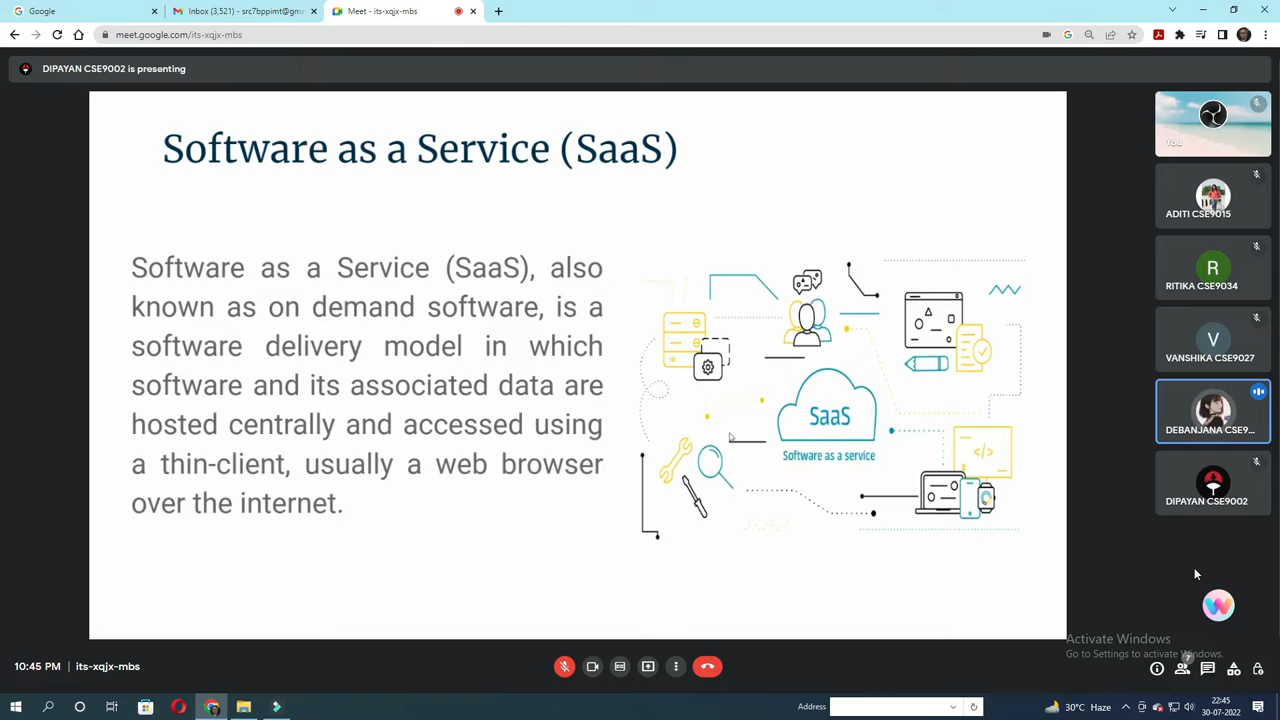 Google
Inbox (3,521) - src7bppimt@gma
Meet - its-xqjx-mbs
meet.google.com/its-xqjx-mbs
DIPAYAN CSE9002 is presenting
Software as a Service (SaaS)
Software as a Service (SaaS), also
known as on demand software, is a
software delivery model in which
software and its associated data are
hosted centrally and accessed using
a thin-client, usually a web browser
over the internet.
</>
SaaS
Software as a service
You
ADITI CSE9015
R
RITIKA CSE9034
V
VANSHIKA CSE9027
DEBANJANA CSE9...
DIPAYAN CSE9002
Activate Windows
Go to Settings to activate Windows.
10:45 PM | its-xqjx-mbs
7
Address
30°C Haze
22:45
30-07-2022